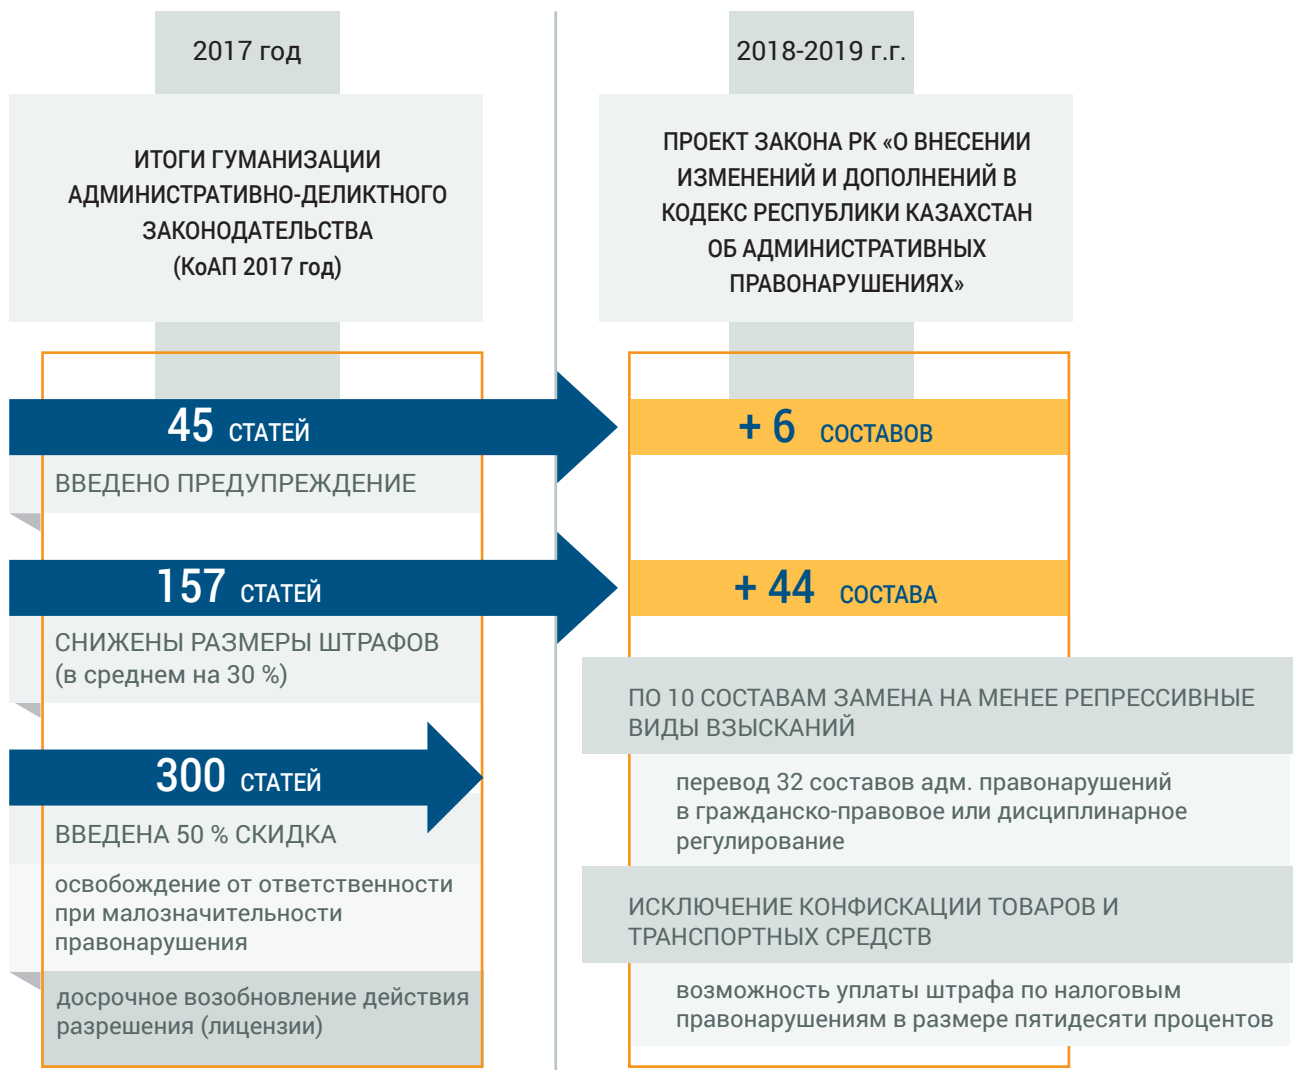 2017 год
ИТОГИ ГУМАНИЗАЦИИ
АДМИНИСТРАТИВНО-ДЕЛИКТНОГО
ЗАКОНОДАТЕЛЬСТВА
(КоАП 2017 год)
45 СТАТЕЙ
ВВЕДЕНО ПРЕДУПРЕЖДЕНИЕ
157 СТАТЕЙ
СНИЖЕНЫ РАЗМЕРЫ ШТРАФОВ
(в среднем на 30 %)
300 СТАТЕЙ
ВВЕДЕНА 50 % СКИДКА
освобождение от ответственности
при малозначительности
правонарушения
досрочное возобновление действия
разрешения (лицензии)
2018-2019 г.г.
ПРОЕКТ ЗАКОНА РК «О ВНЕСЕНИИ
ИЗМЕНЕНИЙ И ДОПОЛНЕНИЙ В
КОДЕКС РЕСПУБЛИКИ КАЗАХСТАН
ОБ АДМИНИСТРАТИВНЫХ
ПРАВОНАРУШЕНИЯХ»
+ 6 СОСТАВОВ
+ 44 СОСТАВА
ПО 10 СОСТАВАМ ЗАМЕНА НА МЕНЕЕ РЕПРЕССИВНЫЕ
ВИДЫ ВЗЫСКАНИЙ
перевод 32 составов адм. правонарушений
в гражданско-правовое или дисциплинарное
регулирование
ИСКЛЮЧЕНИЕ КОНФИСКАЦИИ ТОВАРОВ И
ТРАНСПОРТНЫХ СРЕДСТВ
возможность уплаты штрафа по налоговым
правонарушениям в размере пятидесяти процентов